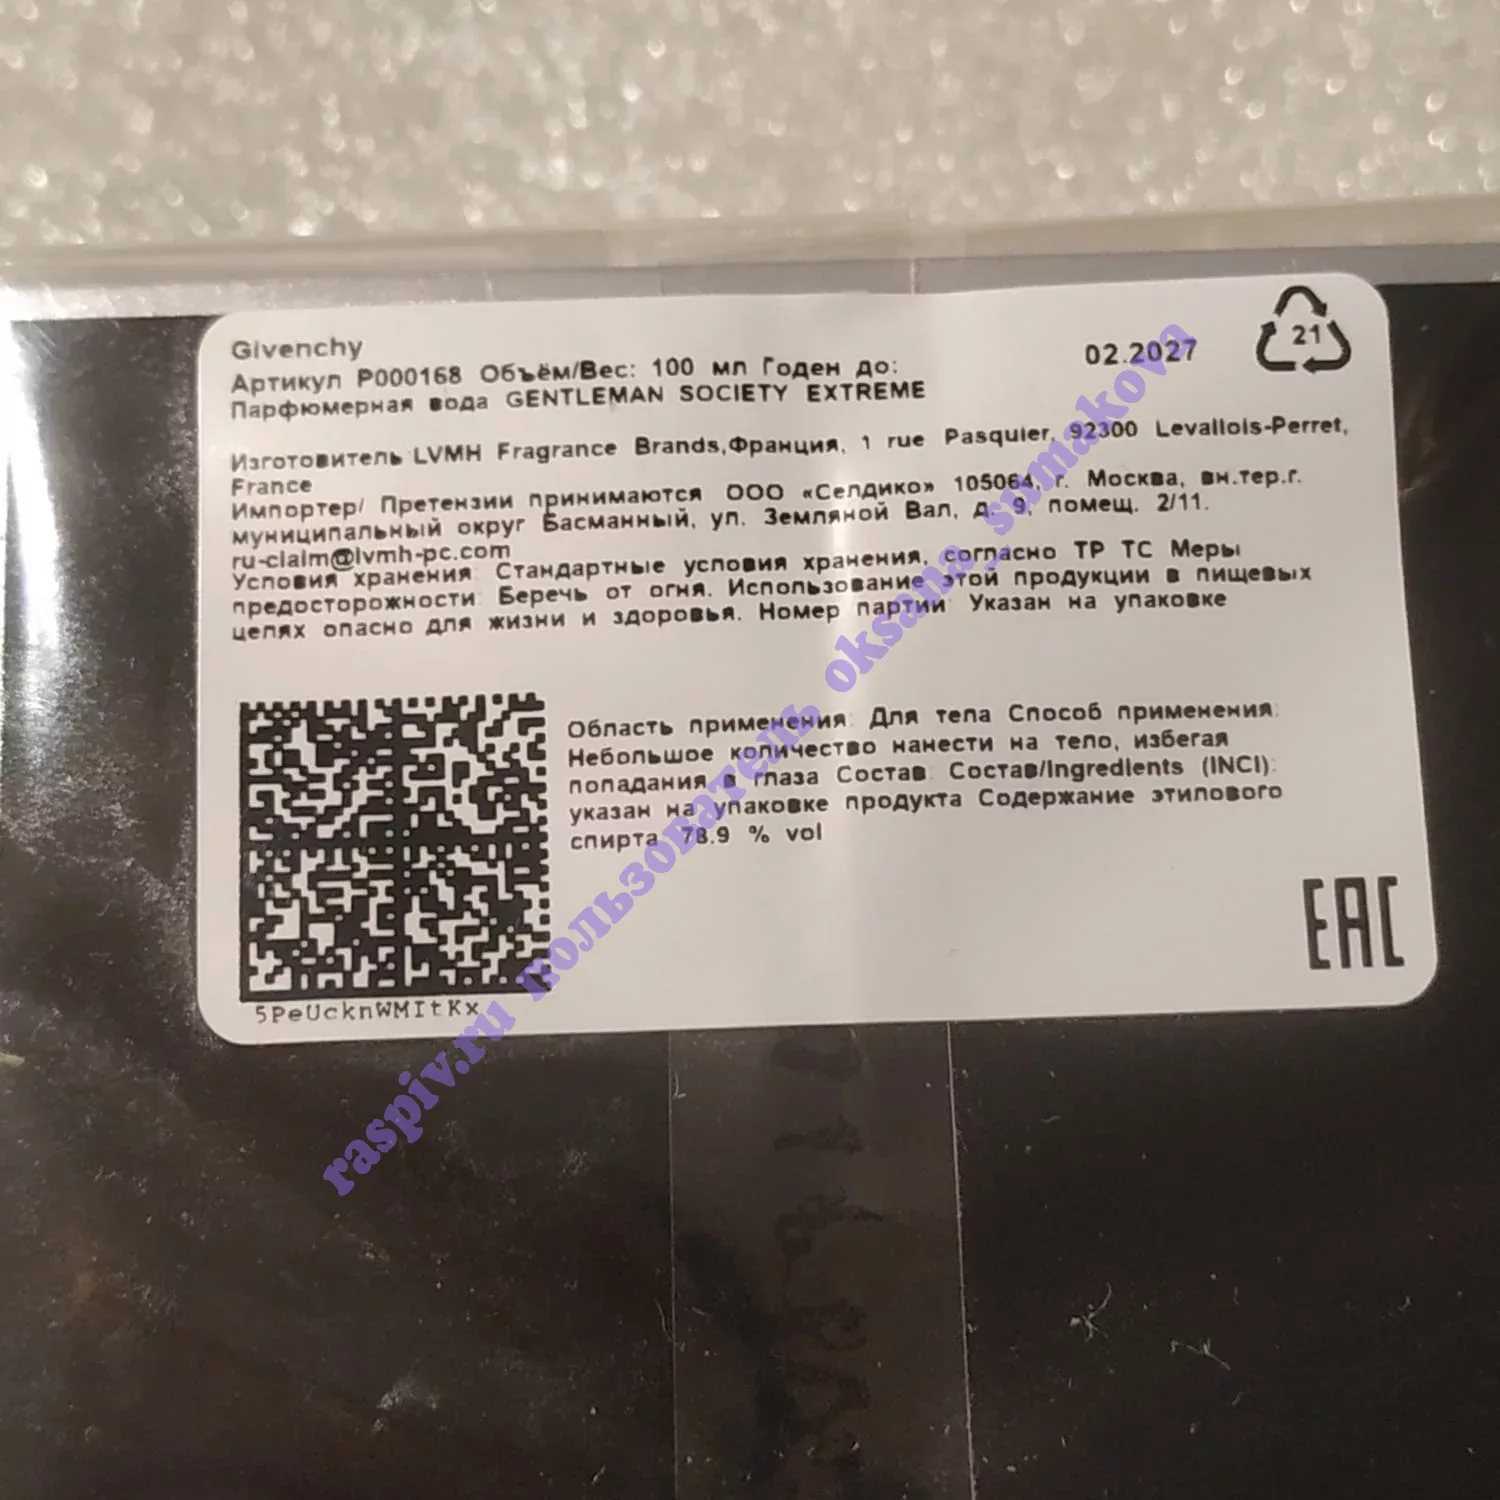 Givenchy
Артикул P000168 Объём/Вес: 100 мл Годен до: 02.2027
Парфюмерная вода GENTLEMAN SOCIETY EXTREME
21
Изготовитель LVMH Fragrance Brands,Франция, 1 rue Pasquier, 92300 Levallois-Perret,
France
Импортер/ Претензии принимаются ООО «Селдико» 105064, г. Москва, вн.тер.г.
муниципальный округ Басманный, ул. Земляной Вал, д. 9, помещ. 2/11.
ru-claim@lvmh-pc.com
Условия хранения: Стандартные условия хранения, согласно ТР ТС Меры
предосторожности: Беречь от огня. Использование этой продукции в пищевых
целях опасно для жизни и здоровья. Номер партии: Указан на упаковке
Область применения: Для тела Способ применения:
Небольшое количество нанести на тело, избегая
попадания в глаза Состав: Состав/Ingredients (INCI):
указан на упаковке продукта Содержание этилового
спирта 78.9 % vol
5PeUcknWMItKx
EAC
raspiv.ru пользователь oksana_simakova